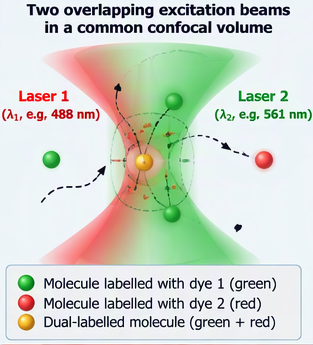 Two overlapping excitation beams
in a common confocal volume
Laser 1
(λ₁, e.g, 488 nm)
Laser 2
(λ₂, e.g, 561 nm)
Molecule labelled with dye 1 (green)
Molecule labelled with dye 2 (red)
Dual-labelled molecule (green + red)